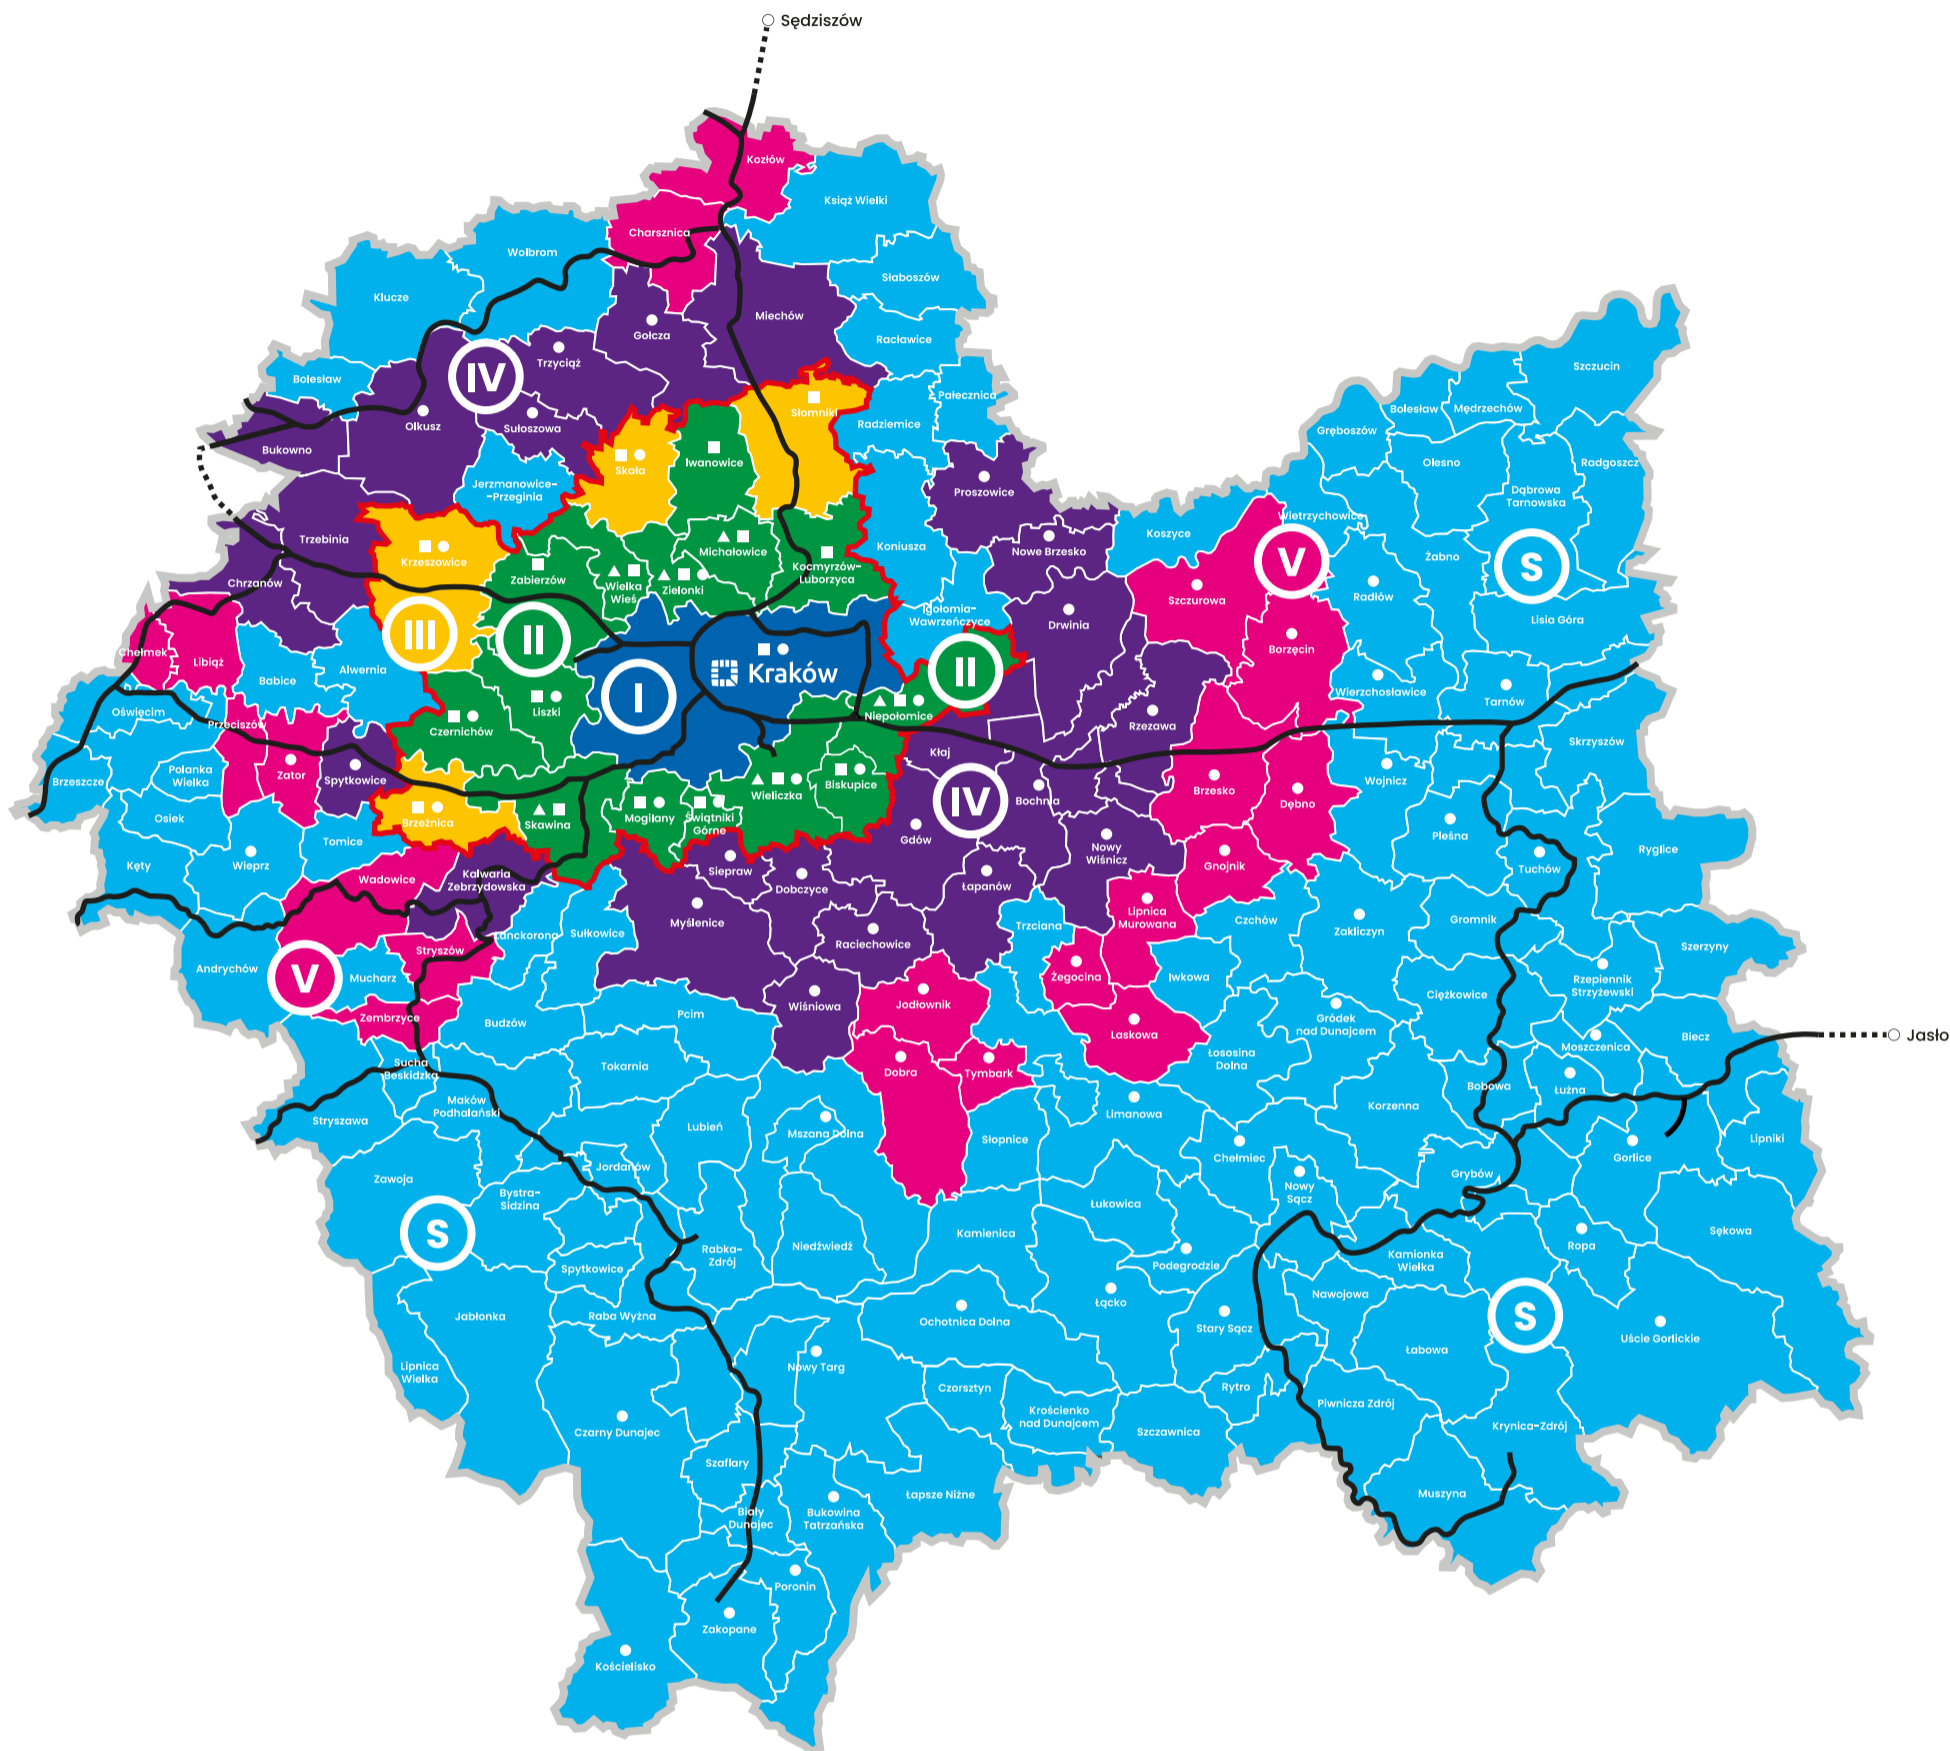 Sędziszów
Kozłów
Książ Wielki
Charsznica
Wolbrom
Słaboszów
Klucze
Miechów
Gołcza
Racławice
Trzyciąż
Szczucin
IV
Bolesław
Pałecznica
Bolesław
Mędrzechów
Słomniki
Olkusz
Sułoszowa
Radziemice
Gręboszów
Bukowno
Iwanowice
Skała
Olesno
Radgoszcz
Jerzmanowice-
-Przeginia
Proszowice
Dąbrowa
Tarnowska
Wietrzychowice
Koszyce
Trzebinia
Koniusza
Nowe Brzesko
Michałowice
Krzeszowice
Żabno
V
S
Kocmyrzów-
Luborzyca
Zabierzów
Chrzanów
Wielka
Wieś
Zielonki
Szczurowa
Radłów
Igołomia-
Wawrzeńczyce
Drwinia
Lisia Góra
III
II
Chełmek
Libiąż
Borzęcin
Alwernia
Kraków
II
Babice
I
Wierzchosławice
Tarnów
Oświęcim
Liszki
Niepołomice
Przeciszów
Czernichów
Rzezawa
Skrzyszów
Kłaj
Zator
Spytkowice
Polanka
Wielka
Brzeszcze
Wojnicz
Biskupice
Wieliczka
Brzesko
Bochnia
IV
Dębno
Osiek
Brzeźnica
Skawina
Mogilany
Świątniki
Górne
Gdów
Pleśna
Tomice
Nowy
Wiśnicz
Ryglice
Kęty
Wieprz
Siepraw
Gnojnik
Tuchów
Wadowice
Kalwaria
Zebrzydowska
Dobczyce
Łapanów
Myślenice
Lipnica
Murowana
Czchów
Gromnik
Trzciana
Zakliczyn
Lanckorona
Sułkowice
Raciechowice
Szerzyny
Stryszów
Andrychów
V
Mucharz
Żegocina
Iwkowa
Rzepiennik
Strzyżewski
Ciężkowice
Wiśniowa
Jodłownik
Zembrzyce
Budzów
Pcim
Gródek
nad Dunajcem
Laskowa
Moszczenica
Biecz
Jasło
Łososina
Dolna
Sucha
Beskidzka
Tokarnia
Dobra
Tymbark
Bobowa
Łużna
Maków
Podhalański
Limanowa
Korzenna
Stryszawa
Lubień
Mszana Dolna
Słopnice
Lipniki
Chełmiec
Gorlice
Jordanów
Zawoja
Grybów
Nowy
Sącz
Bystra-
Sidzina
Łukowica
S
Kamienica
Sękowa
Niedźwiedź
Ropa
Rabka-
Zdrój
Kamionka
Wielka
Podegrodzie
Spytkowice
Nawojowa
Łącko
S
Jabłonka
Raba Wyżna
Ochotnica Dolna
Stary Sącz
Uście Gorlickie
Łabowa
Lipnica
Wielka
Nowy Targ
Czorsztyn
Rytro
Piwnicza Zdrój
Krościenko
nad Dunajcem
Krynica-Zdrój
Czarny Dunajec
Szczawnica
Szaflary
Łapsze Niżne
Muszyna
Biały
Dunajec
Bukowina
Tatrzańska
Poronin
Zakopane
Kościelisko